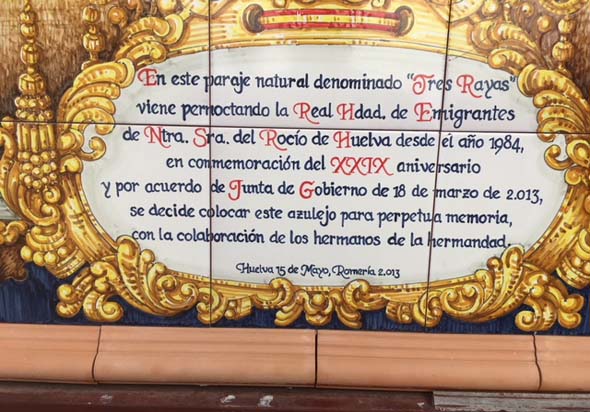 En este paraje natural denominado "Tres Rayas"
viene pernoctando la Real Hdad. de Emigrantes
de Ntra. Sra. del Rocío de Huelva desde el año 1984,
en conmemoración del XXIX aniversario
y por acuerdo de Junta de Gobierno de 18 de marzo de 2.013,
se decide colocar este azulejo para perpetua memoria,
con la colaboración de los hermanos de la hermandad.
Huelva 15 de Mayo, Romería 2.013